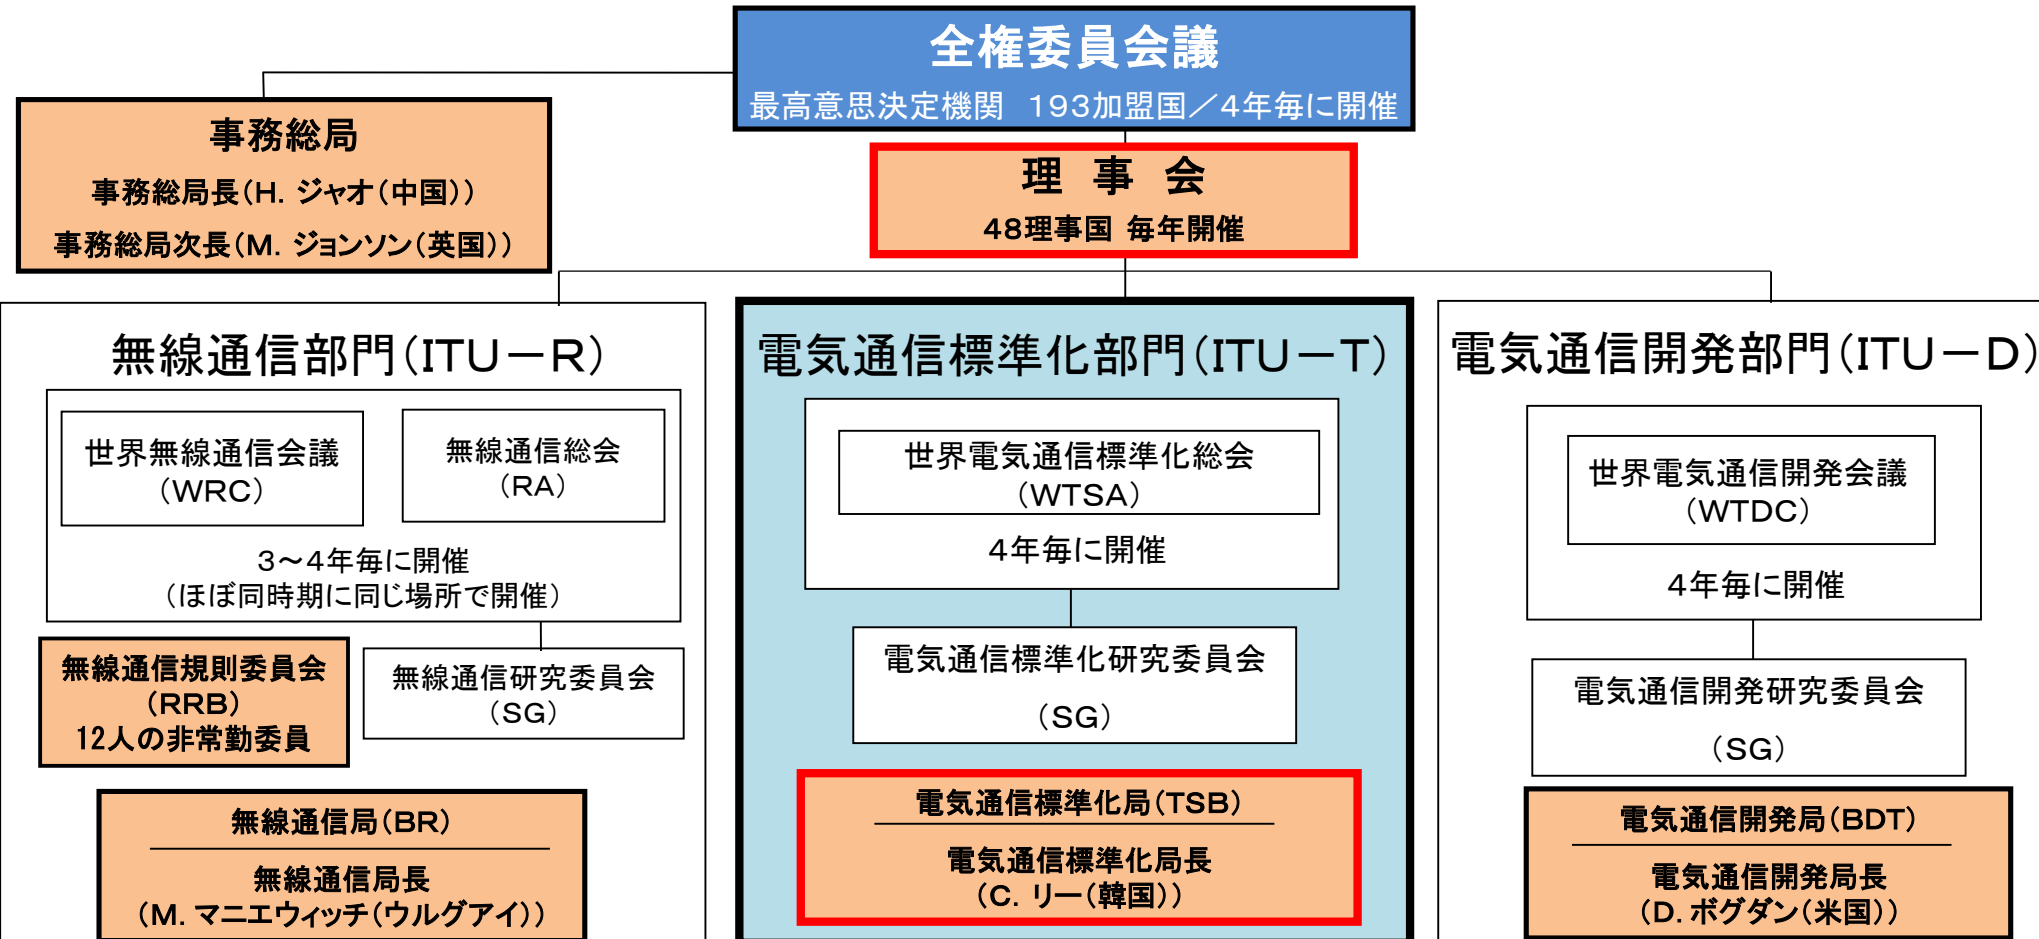 全権委員会議
最高意思決定機関　193加盟国／4年毎に開催
事務総局
事務総局長（H. ジャオ（中国））
事務総局次長（M. ジョンソン（英国））
理　事　会
48理事国 毎年開催
無線通信部門（ITU－R）
世界無線通信会議
（WRC）
無線通信総会
（RA）
3～4年毎に開催
（ほぼ同時期に同じ場所で開催）
無線通信規則委員会
（RRB）
12人の非常勤委員
無線通信研究委員会
（SG）
無線通信局（BR）
無線通信局長
（M. マニエウィッチ（ウルグアイ））
電気通信標準化部門（ITU－T）
世界電気通信標準化総会
（WTSA）
4年毎に開催
電気通信標準化研究委員会
（SG）
電気通信標準化局（TSB）
電気通信標準化局長
（C. リー（韓国））
電気通信開発部門（ITU－D）
世界電気通信開発会議
（WTDC）
4年毎に開催
電気通信開発研究委員会
（SG）
電気通信開発局（BDT）
電気通信開発局長
（D. ボグダン（米国））